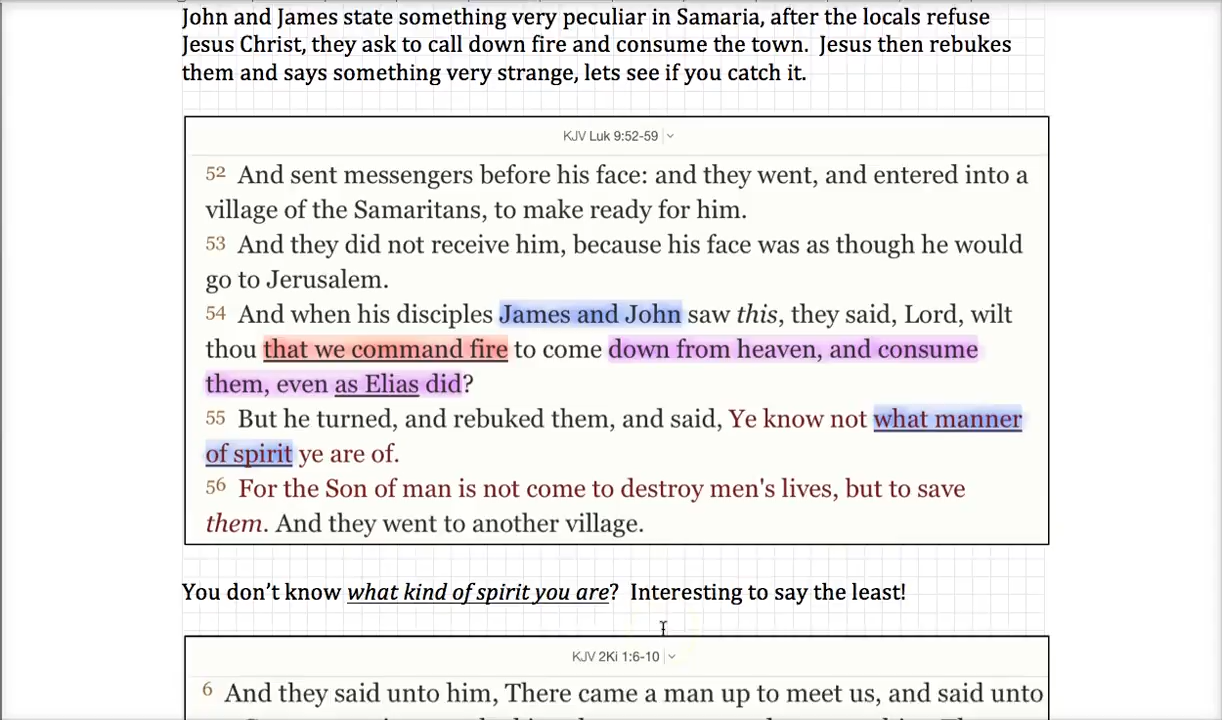 John and James state something very peculiar in Samaria, after the locals refuse
Jesus Christ, they ask to call down fire and consume the town.  Jesus then rebukes
them and says something very strange, lets see if you catch it.
KJV Luk 9:52-59
52 And sent messengers before his face: and they went, and entered into a
village of the Samaritans, to make ready for him.
53 And they did not receive him, because his face was as though he would
go to Jerusalem.
54 And when his disciples James and John saw this, they said, Lord, wilt
thou that we command fire to come down from heaven, and consume
them, even as Elias did?
55 But he turned, and rebuked them, and said, Ye know not what manner
of spirit ye are of.
56 For the Son of man is not come to destroy men's lives, but to save
them. And they went to another village.
You don’t know what kind of spirit you are?  Interesting to say the least!
KJV 2Ki 1:6-10
6 And they said unto him, There came a man up to meet us, and said unto